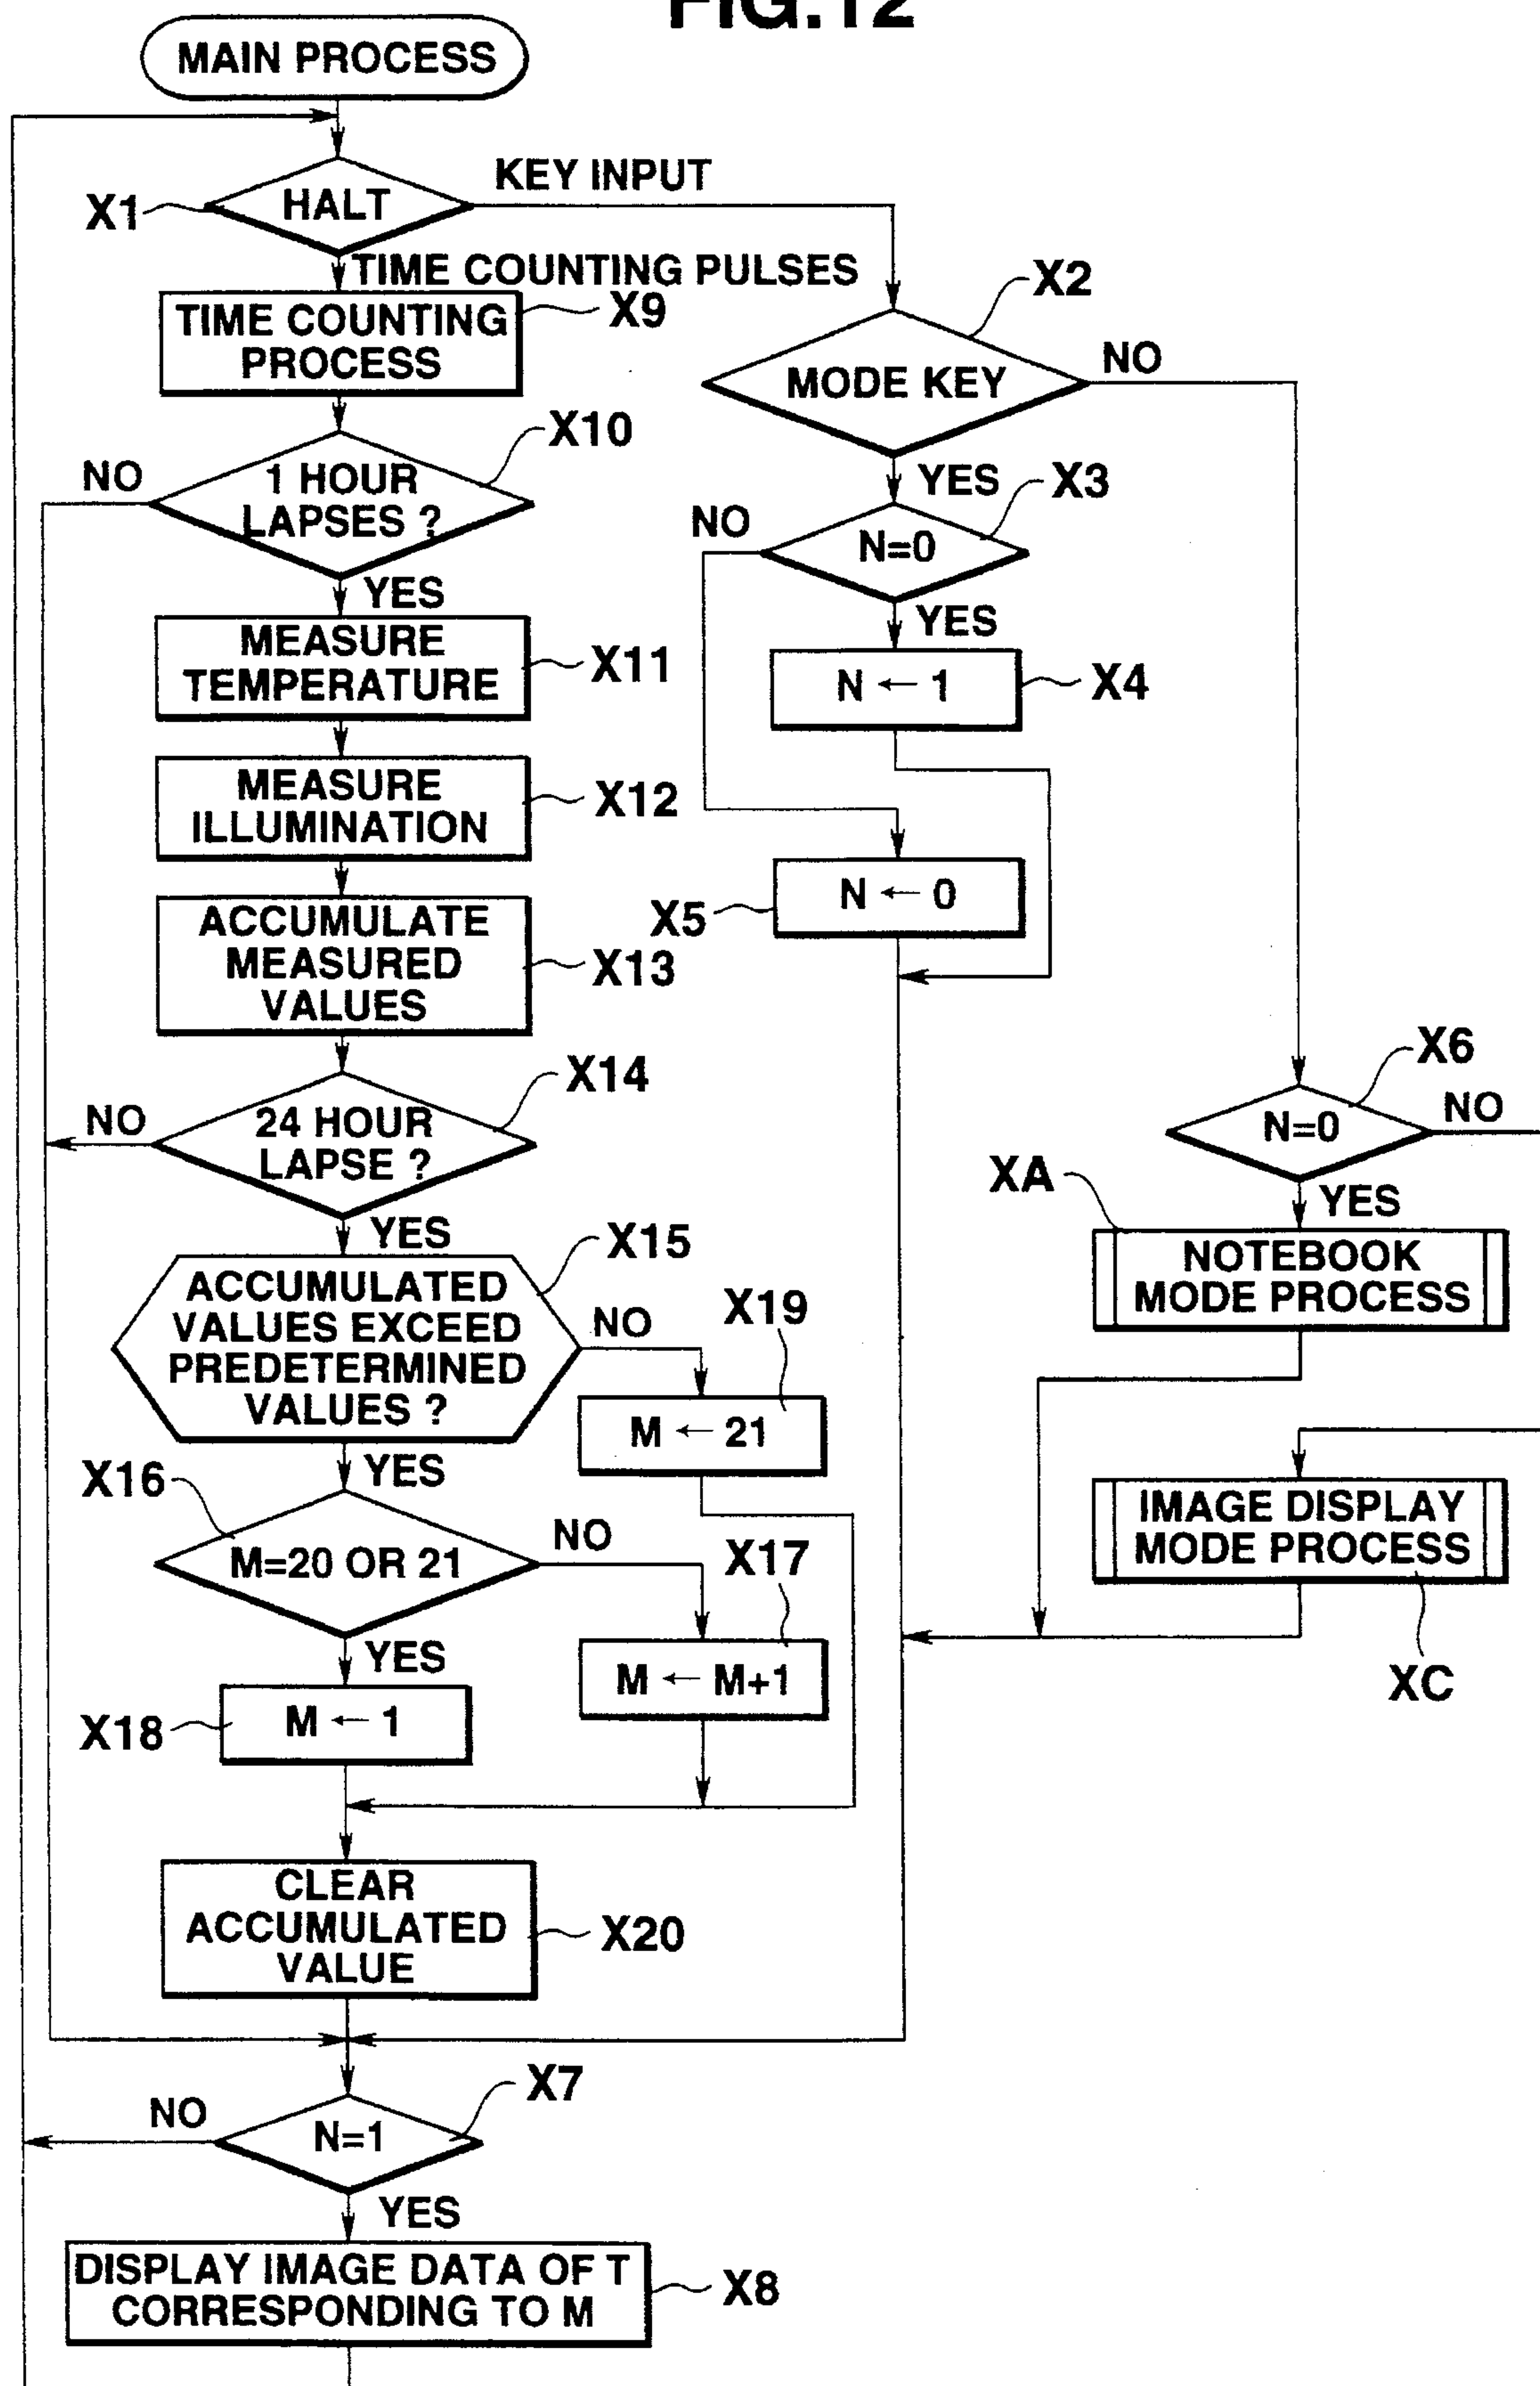 FIG.12
MAIN PROCESS
KEY INPUT
X1
HALT
TIME COUNTING PULSES
X9
TIME COUNTING
PROCESS
X2
MODE KEY
NO
X10
NO
1 HOUR
LAPSES ?
YES
YES
X3
NO
N=0
YES
MEASURE
TEMPERATURE
X11
N ← 1
X4
MEASURE
ILLUMINATION
X12
N ← 0
X5
ACCUMULATE
MEASURED
VALUES
X13
X14
NO
24 HOUR
LAPSE ?
YES
X6
N=0
NO
XA
YES
NOTEBOOK
MODE PROCESS
X15
ACCUMULATED
VALUES EXCEED
PREDETERMINED
VALUES ?
NO
X19
M ← 21
YES
X16
M=20 OR 21
NO
X17
IMAGE DISPLAY
MODE PROCESS
XC
YES
M ← M+1
X18
M ← 1
CLEAR
ACCUMULATED
VALUE
X20
X7
NO
N=1
YES
DISPLAY IMAGE DATA OF T
CORRESPONDING TO M
X8